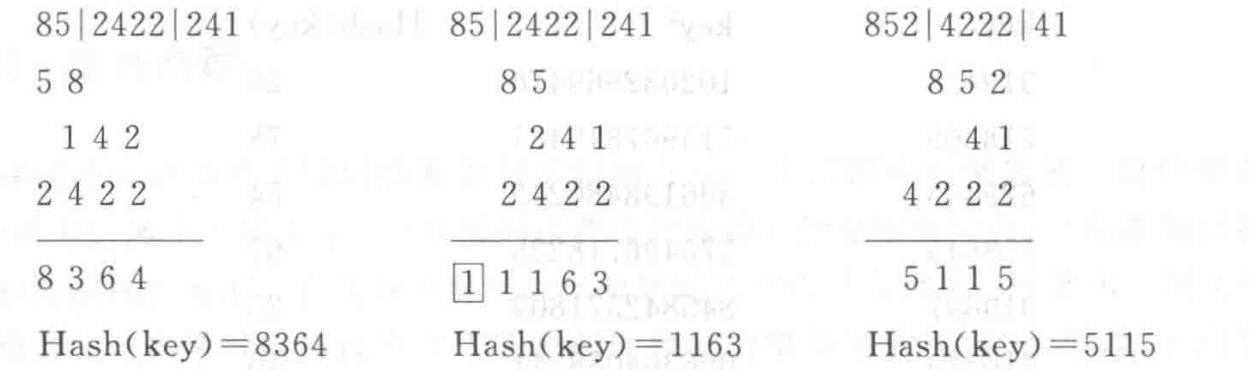 85|2422|241 85|2422|241 852|4222|41
5 8 8 5 8 5 2
1 4 2 2 4 1 4 1
2 4 2 2 2 4 2 2 4 2 2 2
8 3 6 4 1 1 1 6 3 5 1 1 5
Hash(key)=8364 Hash(key)=1163 Hash(key)=5115